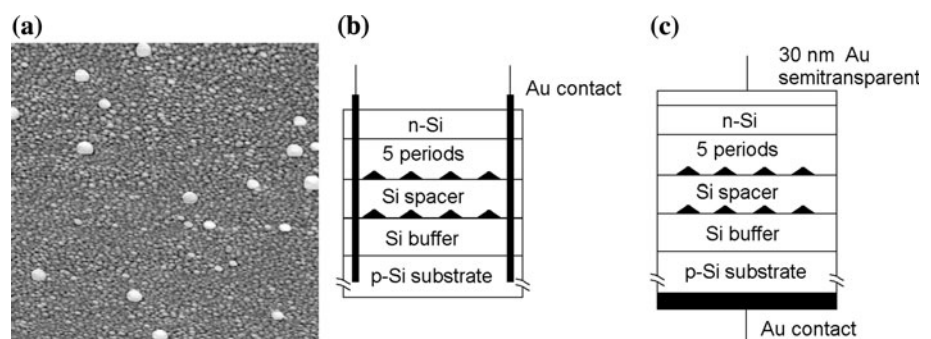 (a)
(b)
Au contact
n-Si
5 periods
Si spacer
Si buffer
p-Si substrate
(c)
30 nm Au
semitransparent
n-Si
5 periods
Si spacer
Si buffer
p-Si substrate
Au contact